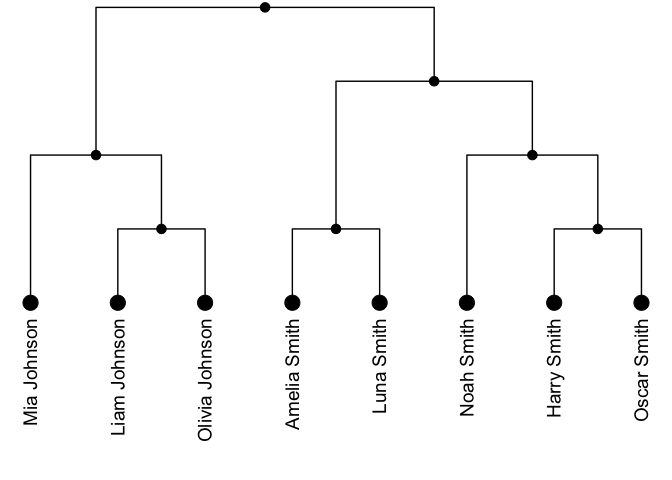 Mia Johnson
Liam Johnson
Olivia Johnson
Amelia Smith
Luna Smith
Noah Smith
Harry Smith
Oscar Smith